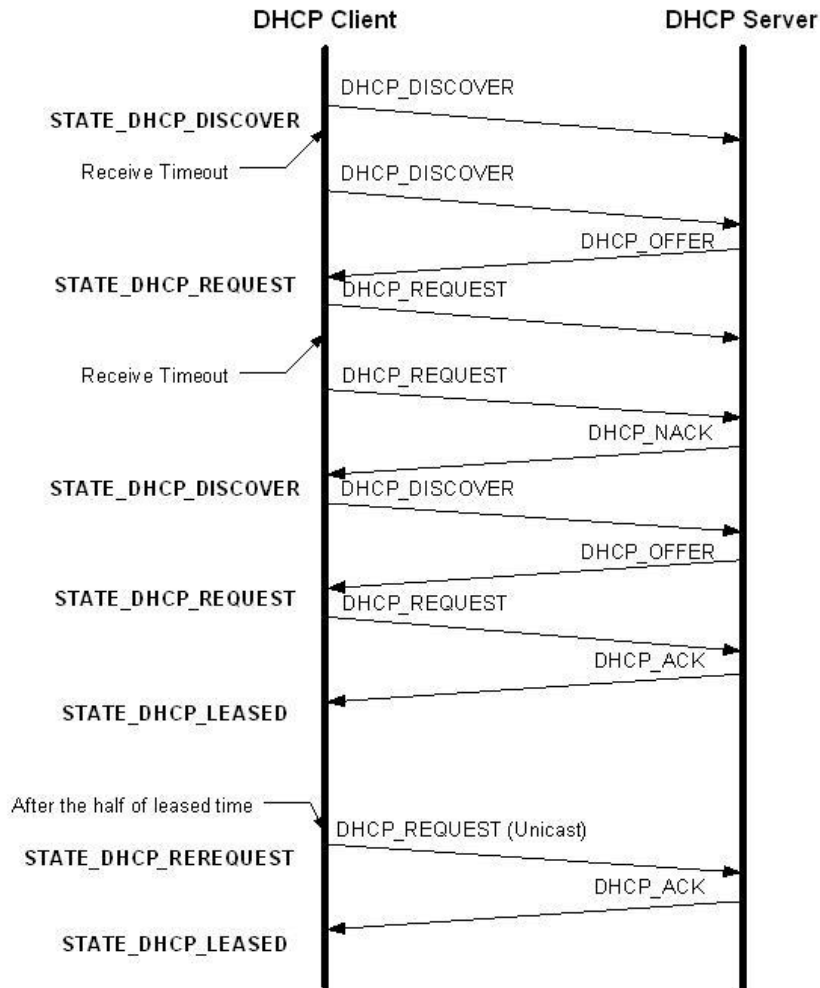 DHCP Client
DHCP Server
DHCP_DISCOVER
STATE_DHCP_DISCOVER
Receive Timeout
DHCP_DISCOVER
DHCP_OFFER
STATE_DHCP_REQUEST
DHCP_REQUEST
Receive Timeout
DHCP_REQUEST
DHCP_NACK
STATE_DHCP_DISCOVER
DHCP_DISCOVER
DHCP_OFFER
STATE_DHCP_REQUEST
DHCP_REQUEST
DHCP_ACK
STATE_DHCP_LEASED
After the half of leased time
DHCP_REQUEST (Unicast)
STATE_DHCP_REREQUEST
DHCP_ACK
STATE_DHCP_LEASED